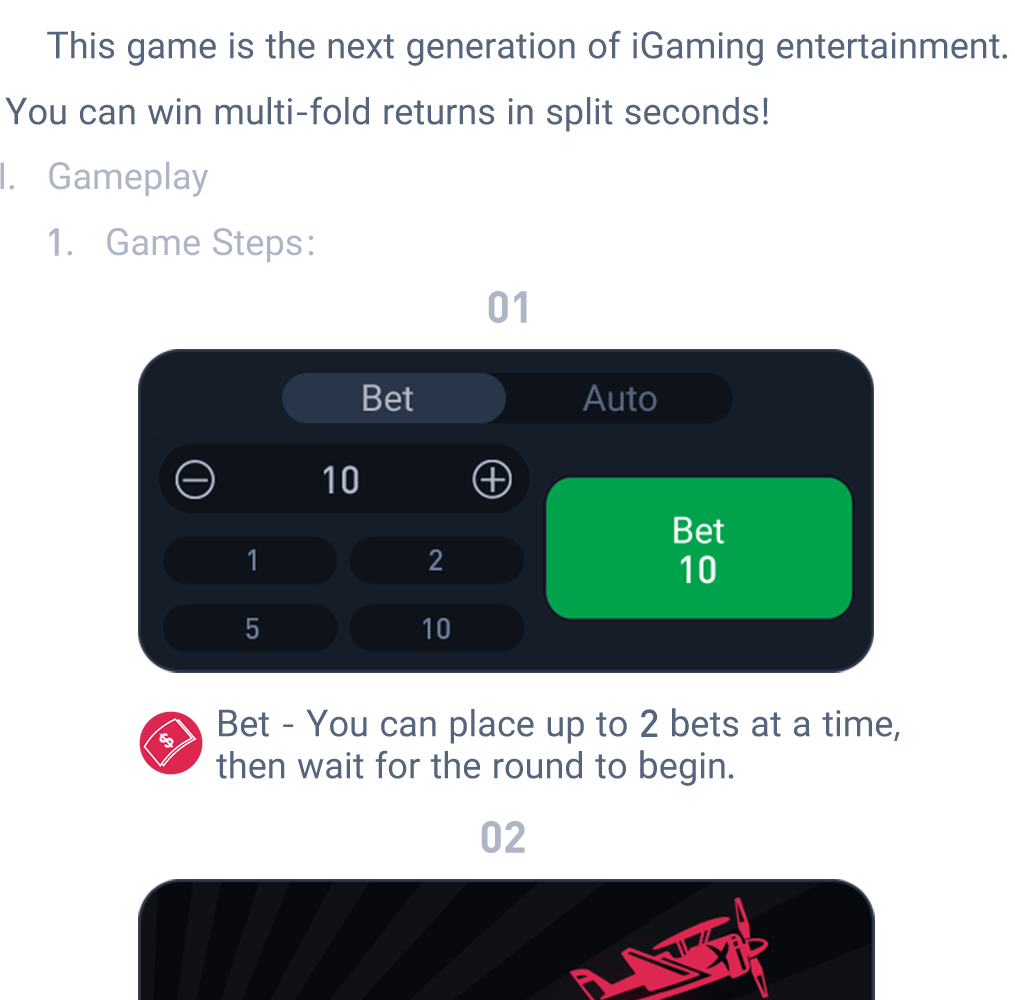 This game is the next generation of iGaming entertainment.
You can win multi-fold returns in split seconds!
I. Gameplay
1. Game Steps:
01
Bet Auto
10
1 2
5 10
Bet
10
Bet - You can place up to 2 bets at a time,
then wait for the round to begin.
02